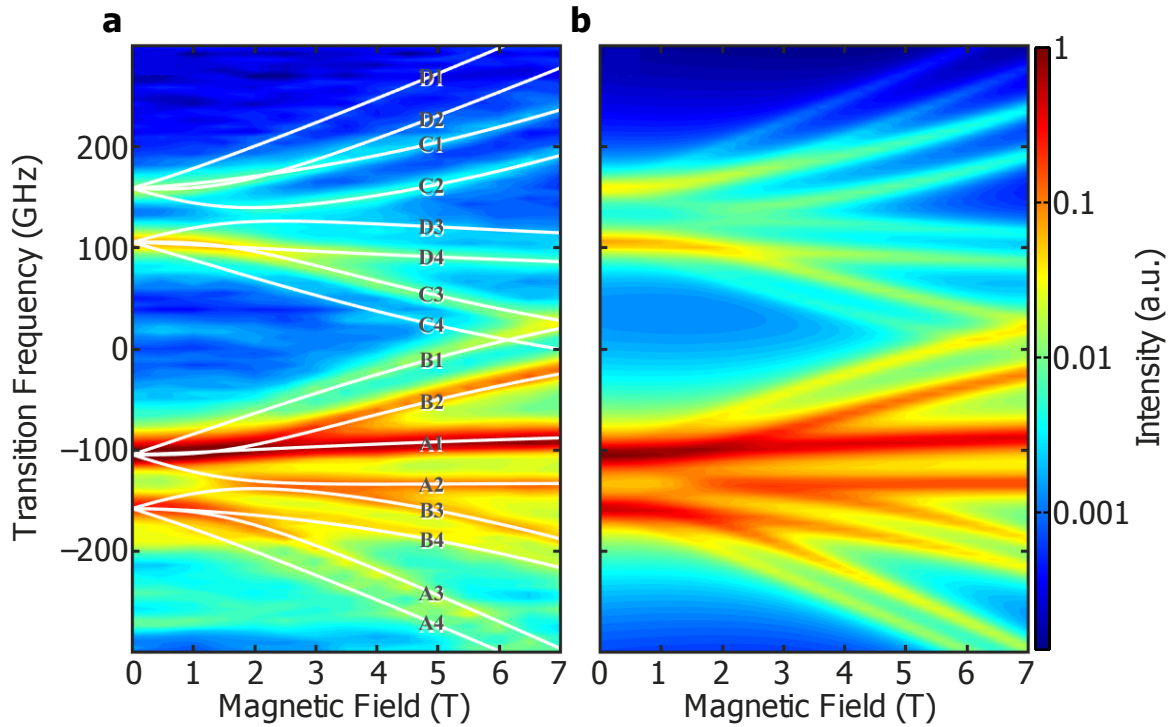 a
b
Transition Frequency (GHz)
200
100
0
−100
−200
D1
D2
C1
C2
D3
D4
C3
C4
B1
B2
A1
A2
B3
B4
A3
A4
0 1 2 3 4 5 6 7
Magnetic Field (T)
0 1 2 3 4 5 6 7
Magnetic Field (T)
1
0.1
0.01
0.001
Intensity (a.u.)